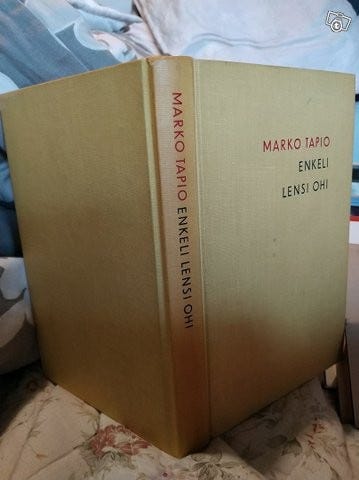 MARKO TAPIO ENKELI LENSI OHI
MARKO TAPIO
ENKELI
LENSI OHI